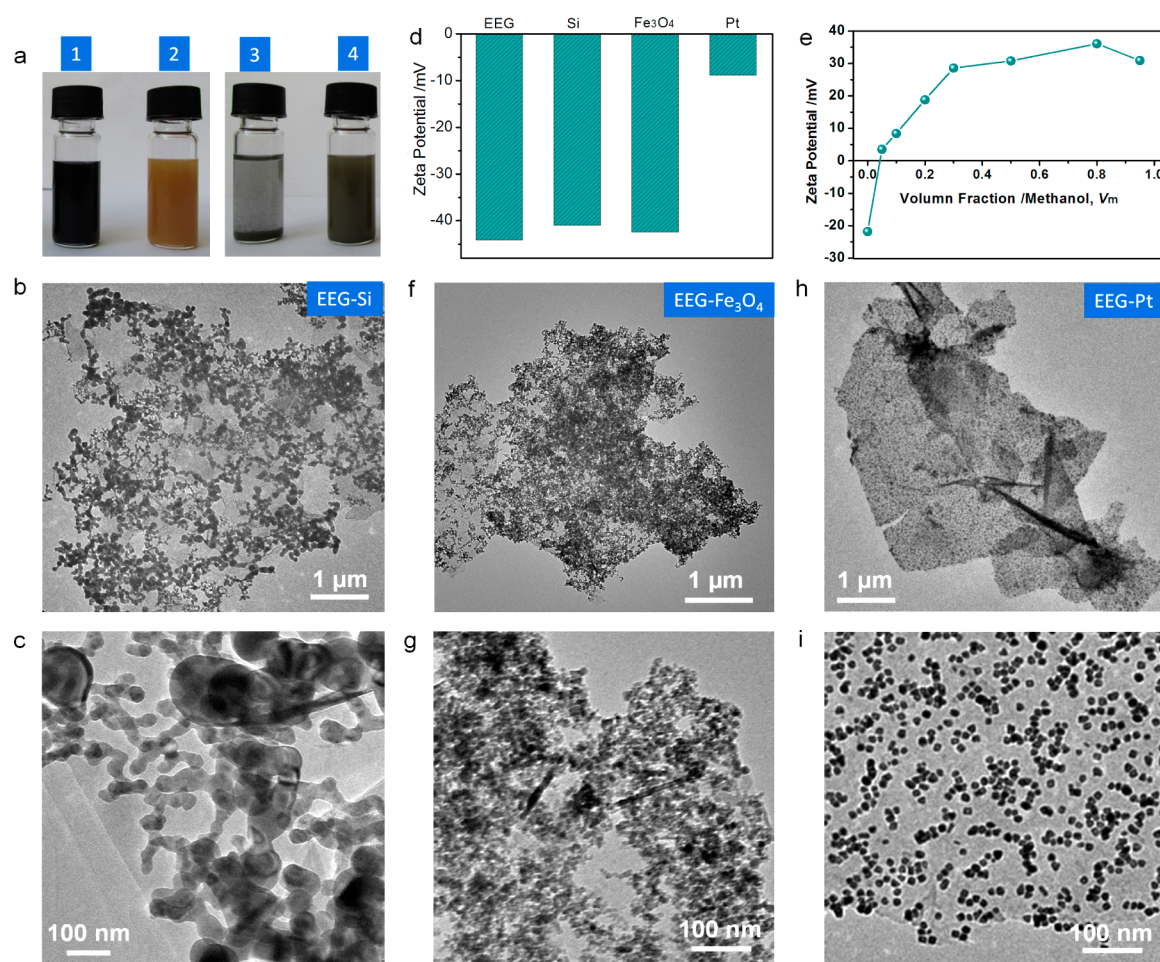 a
1
2
3
4
d
EEG
Si
Fe₃O₄
Pt
0
-10
-20
-30
-40
Zeta Potential /mV
e
40
30
20
10
0
-10
-20
-30
Zeta Potential /mV
0.0
0.2
0.4
0.6
0.8
1.0
Volumn Fraction /Methanol, Vm
b
EEG-Si
1 μm
f
EEG-Fe₃O₄
1 μm
h
EEG-Pt
1 μm
c
100 nm
g
100 nm
i
100 nm